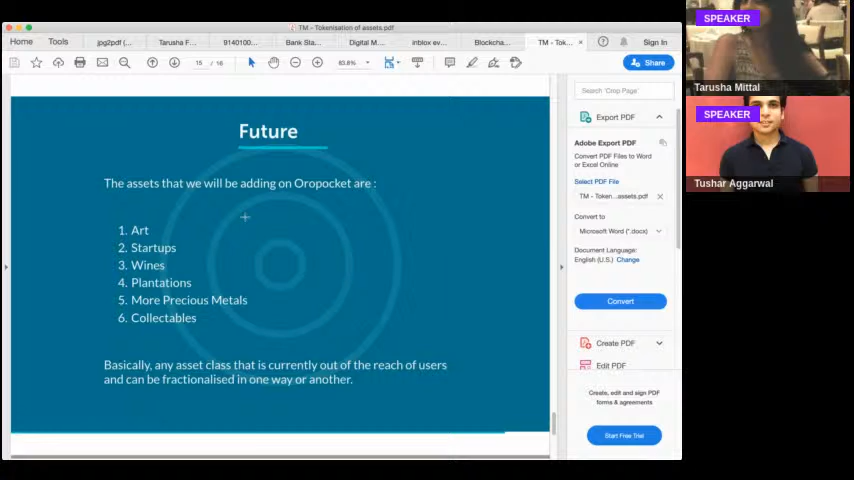 TM - Tokenisation of assets.pdf
Home Tools jpg2pdf (... Tarusha F... 9140100... Bank Sta... Digital M... Inbox ev... Blockcha... TM - Tok... × Sign In
15 / 16 63.8% Share
Future
The assets that we will be adding on Oropocket are :
1. Art
2. Startups
3. Wines
4. Plantations
5. More Precious Metals
6. Collectables
Basically, any asset class that is currently out of the reach of users
and can be fractionalised in one way or another.
Search 'Crop Page'
Export PDF
Adobe Export PDF
Convert PDF Files to Word
or Excel Online
Select PDF File
TM - Token...assets.pdf ×
Convert to
Microsoft Word (*.docx)
Document Language:
English (U.S.) Change
Convert
Create PDF
Edit PDF
Create, edit and sign PDF
forms & agreements
Start Free Trial
SPEAKER
Tarusha Mittal
SPEAKER
Tushar Aggarwal